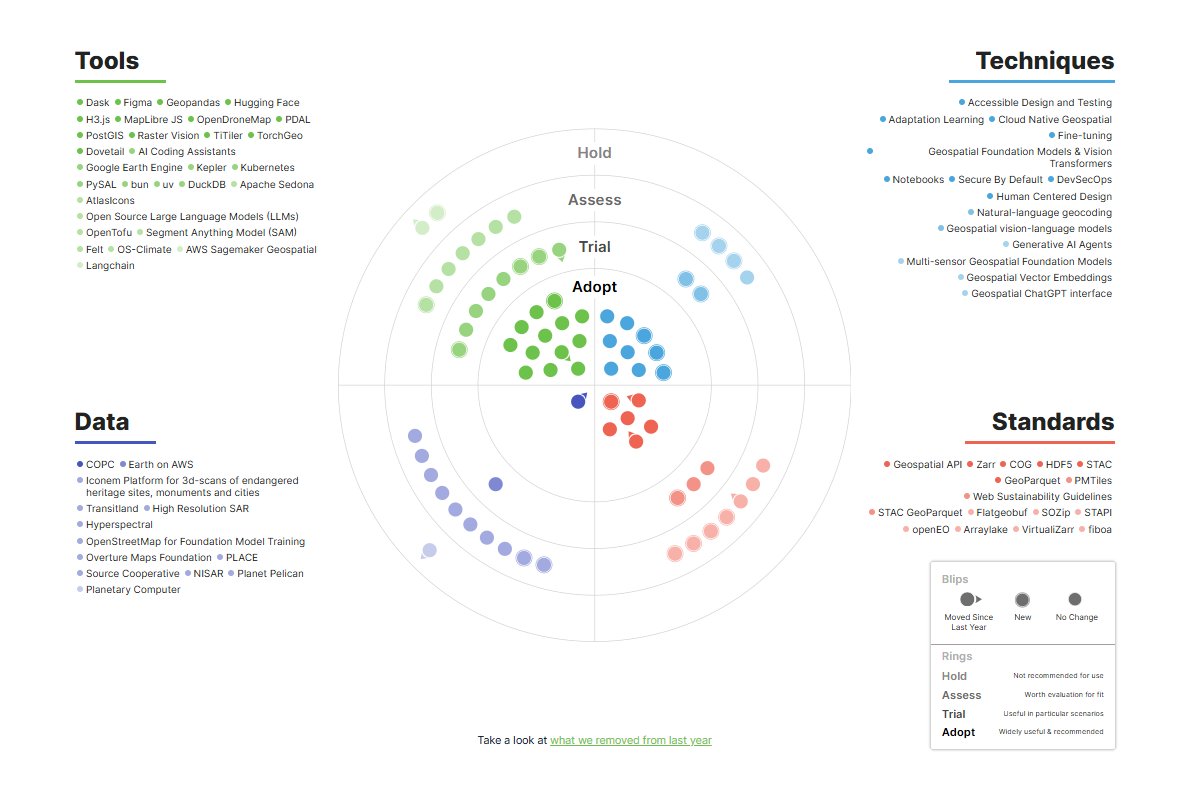 Tools
Dask Figma Geopandas Hugging Face
H3.js MapLibre JS OpenDroneMap PDAL
PostGIS Raster Vision TiTiler TorchGeo
Dovetail AI Coding Assistants
Google Earth Engine Kepler Kubernetes
PySAL bun uv DuckDB Apache Sedona
AtlasIcons
Open Source Large Language Models (LLMs)
OpenTofu Segment Anything Model (SAM)
Felt OS-Climate AWS Sagemaker Geospatial
Langchain
Techniques
Accessible Design and Testing
Adaptation Learning Cloud Native Geospatial
Fine-tuning
Geospatial Foundation Models & Vision
Transformers
Notebooks Secure By Default DevSecOps
Human Centered Design
Natural-language geocoding
Geospatial vision-language models
Generative AI Agents
Multi-sensor Geospatial Foundation Models
Geospatial Vector Embeddings
Geospatial ChatGPT interface
Hold
Assess
Trial
Adopt
Data
COPC Earth on AWS
Iconem Platform for 3d-scans of endangered
heritage sites, monuments and cities
Transitland High Resolution SAR
Hyperspectral
OpenStreetMap for Foundation Model Training
Overture Maps Foundation PLACE
Source Cooperative NISAR Planet Pelican
Planetary Computer
Standards
Geospatial API Zarr COG HDF5 STAC
GeoParquet PMTiles
Web Sustainability Guidelines
STAC GeoParquet Flatgeobuf SOZip STAPI
openEO Arraylake VirtualiZarr fiboa
Blips
Moved Since
Last Year
New
No Change
Rings
Hold Not recommended for use
Assess Worth evaluation for fit
Trial Useful in particular scenarios
Adopt Widely useful & recommended
Take a look at what we removed from last year